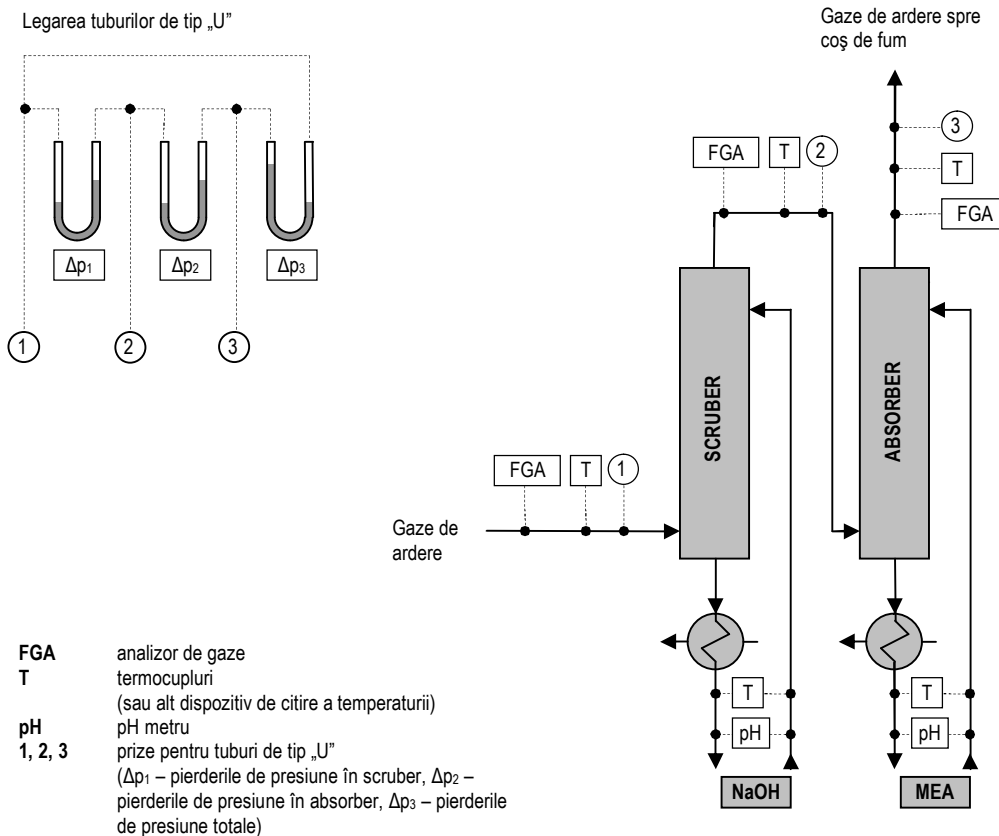 Legarea tuburilor de tip „U”
Δp1
Δp2
Δp3
1
2
3
Gaze de ardere spre
coş de fum
3
T
FGA
FGA
T
2
SCRUBER
ABSORBER
FGA
T
1
Gaze de
ardere
T
pH
NaOH
T
pH
MEA
FGA analizor de gaze
T termocupluri
(sau alt dispozitiv de citire a temperaturii)
pH pH metru
1, 2, 3 prize pentru tuburi de tip „U”
(Δp1 – pierderile de presiune în scruber, Δp2 –
pierderile de presiune în absorber, Δp3 – pierderile
de presiune totale)